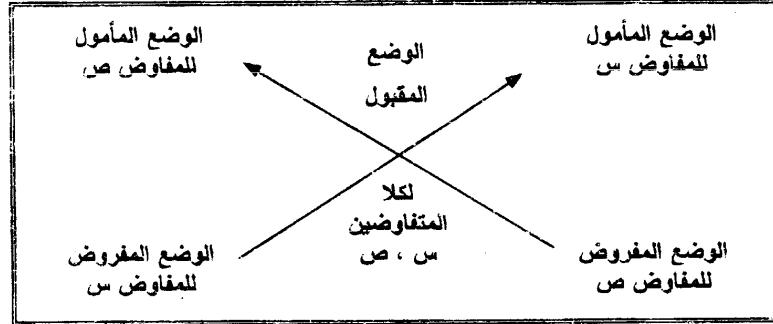 الوضع المأمول
للمفاوض س
الوضع
المقبول
الوضع المأمول
للمفاوض ص
لكلا
المتفاوضين
س ، ص
الوضع المفروض
للمفاوض ص
الوضع المفروض
للمفاوض س